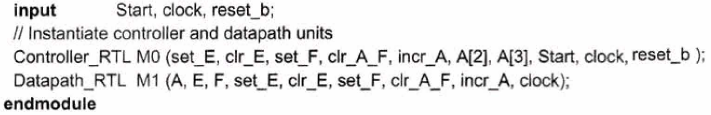 input Start, clock, reset_b;
// Instantiate controller and datapath units
Controller_RTL M0 (set_E, clr_E, set_F, clr_A_F, incr_A, A[2], A[3], Start, clock, reset_b );
Datapath_RTL M1 (A, E, F, set_E, clr_E, set_F, clr_A_F, incr_A, clock);
endmodule